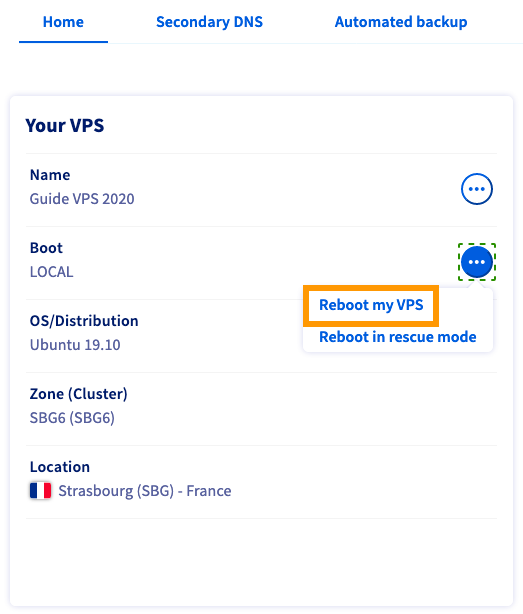 Home Secondary DNS Automated backup
Your VPS
Name
Guide VPS 2020
Boot
LOCAL
Reboot my VPS
Reboot in rescue mode
OS/Distribution
Ubuntu 19.10
Zone (Cluster)
SBG6 (SBG6)
Location
Strasbourg (SBG) - France